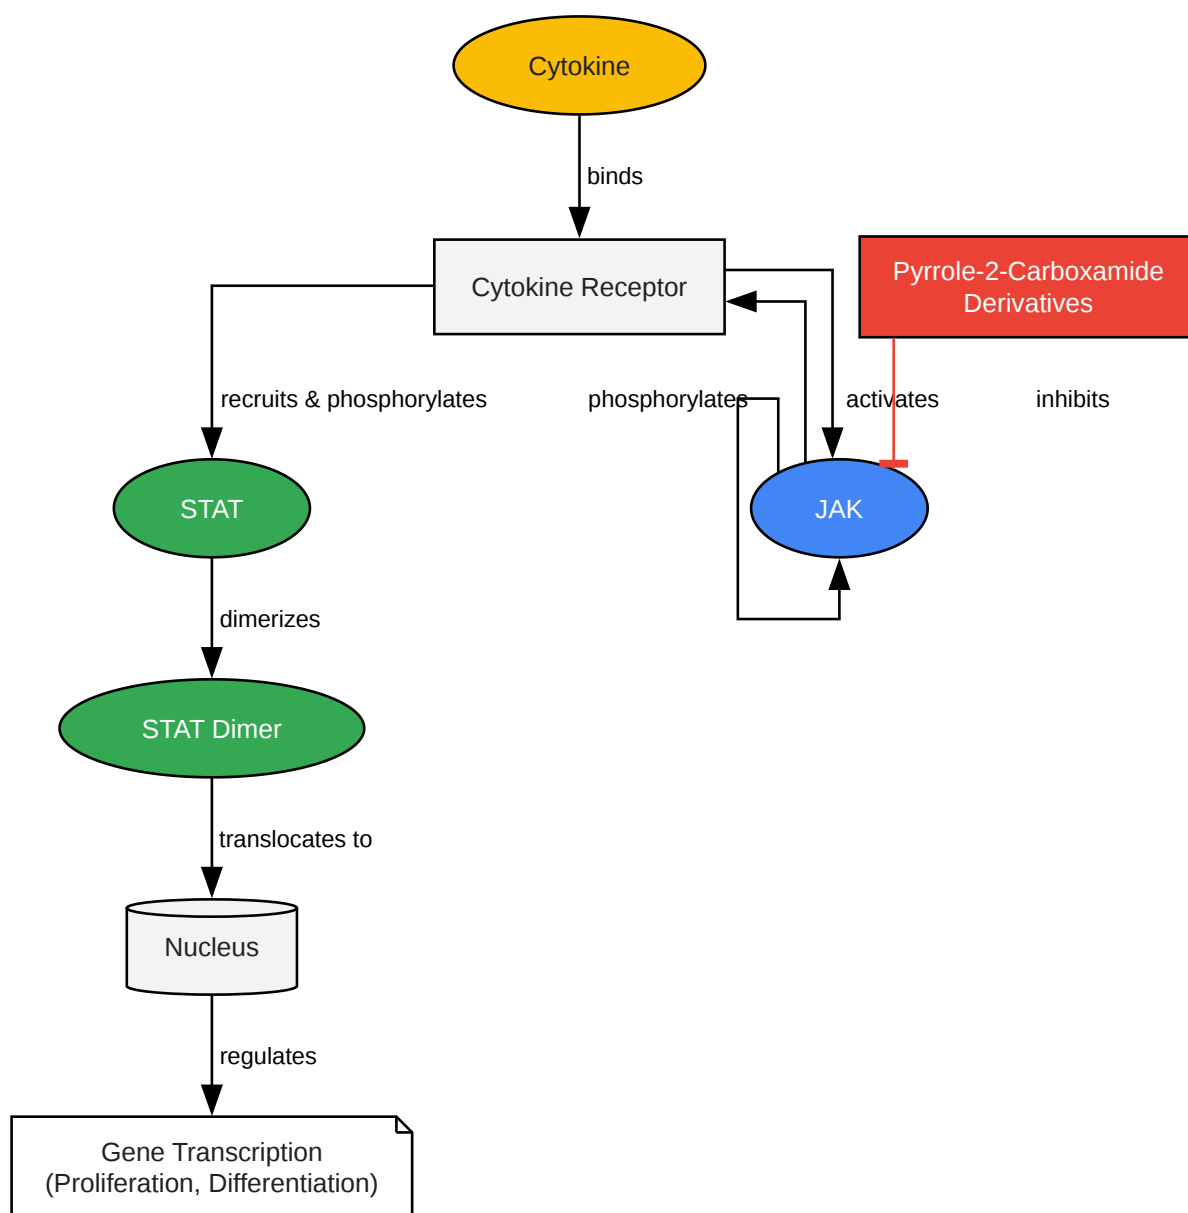 Cytokine
binds
Cytokine Receptor
Pyrrole-2-Carboxamide
Derivatives
recruits & phosphorylates
phosphorylates
activates
inhibits
STAT
JAK
dimerizes
STAT Dimer
translocates to
Nucleus
regulates
Gene Transcription
(Proliferation, Differentiation)